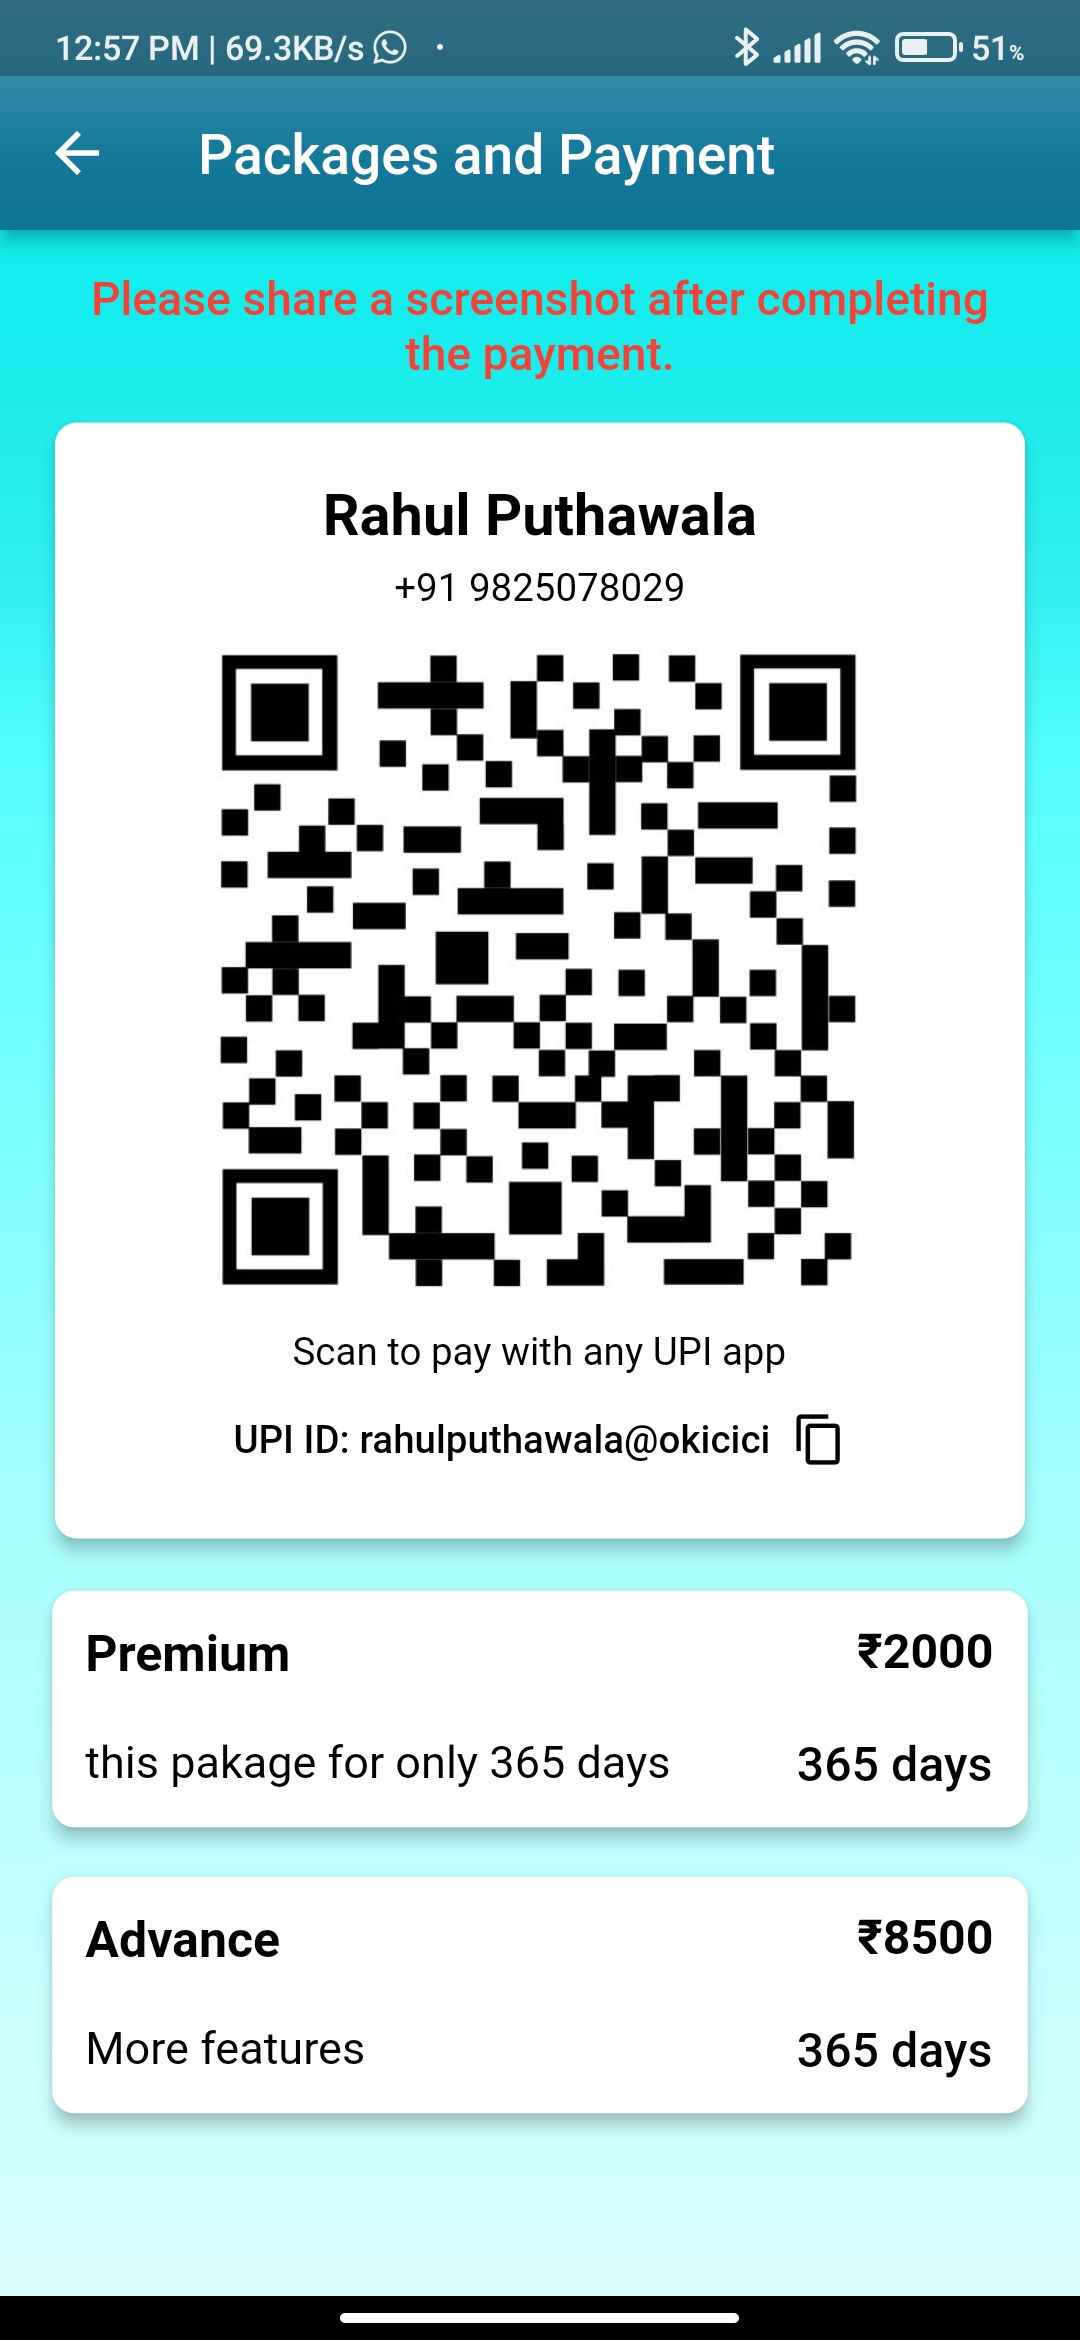 12:57 PM | 69.3KB/s
51%
Packages and Payment
Please share a screenshot after completing
the payment.
Rahul Puthawala
+91 9825078029
Scan to pay with any UPI app
UPI ID: rahulputhawala@okicici
Premium ₹2000
this pakage for only 365 days 365 days
Advance ₹8500
More features 365 days